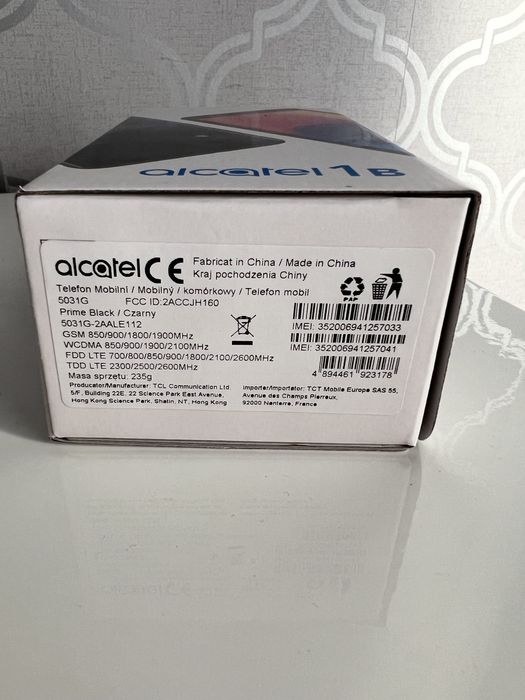 alcatel 1B
alcatel CE Fabricat in China / Made in China
Kraj pochodzenia Chiny
Telefon Mobilní / Mobilný / komórkowy / Telefon mobil
5031G FCC ID:2ACCJH160
Prime Black / Czarny
5031G-2AALE112
GSM 850/900/1800/1900MHz
WCDMA 850/900/1900/2100MHz
FDD LTE 700/800/850/900/1800/2100/2600MHz
TDD LTE 2300/2500/2600MHz
Masa sprzętu. 235g
PAP
IMEI: 352006941257033
IMEI: 352006941257041
4 894461 923178
Producator/Manufacturer: TCL Communication Ltd.
5/F, Building 22E, 22 Science Park East Avenue,
Hong Kong Science Park, Shatin, NT, Hong Kong
Importer/Importator: TCT Mobile Europe SAS 55,
Avenue des Champs Pierreux,
92000 Nanterre, France